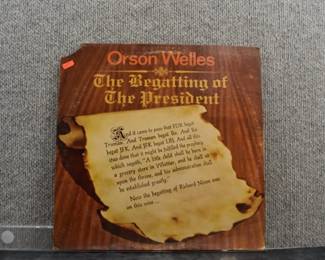 Orson Welles
The Begatting of
The President
And it came to pass that FDR begat
Truman. And Truman begat Ike. And Ike
begat JFK. And JFK begat LBJ. And all this
was done that it might be fulfilled the prophecy
which sayeth, "A little child shall be born, in
a grocery store in Whittier, and he shall sit
upon the throne, and his administration shall
be established greatly."
Now the begatting of Richard Nixon was
on this wise ...